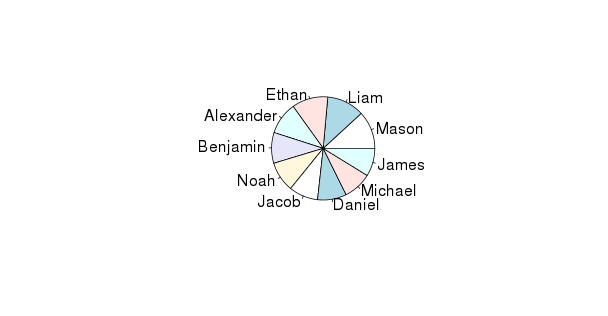 Ethan
Liam
Alexander
Mason
Benjamin
James
Noah
Michael
Jacob
Daniel